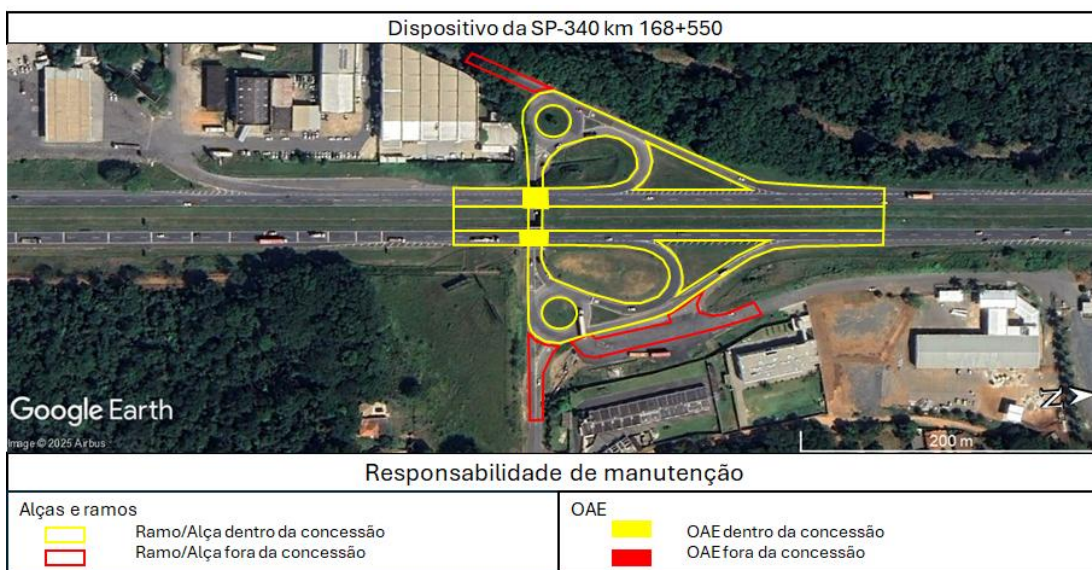 Dispositivo da SP-340 km 168+550
Google Earth
Image © 2025 Airbus
N
200 m
Responsabilidade de manutenção
Alças e ramos
Ramo/Alça dentro da concessão
Ramo/Alça fora da concessão
OAE
OAE dentro da concessão
OAE fora da concessão